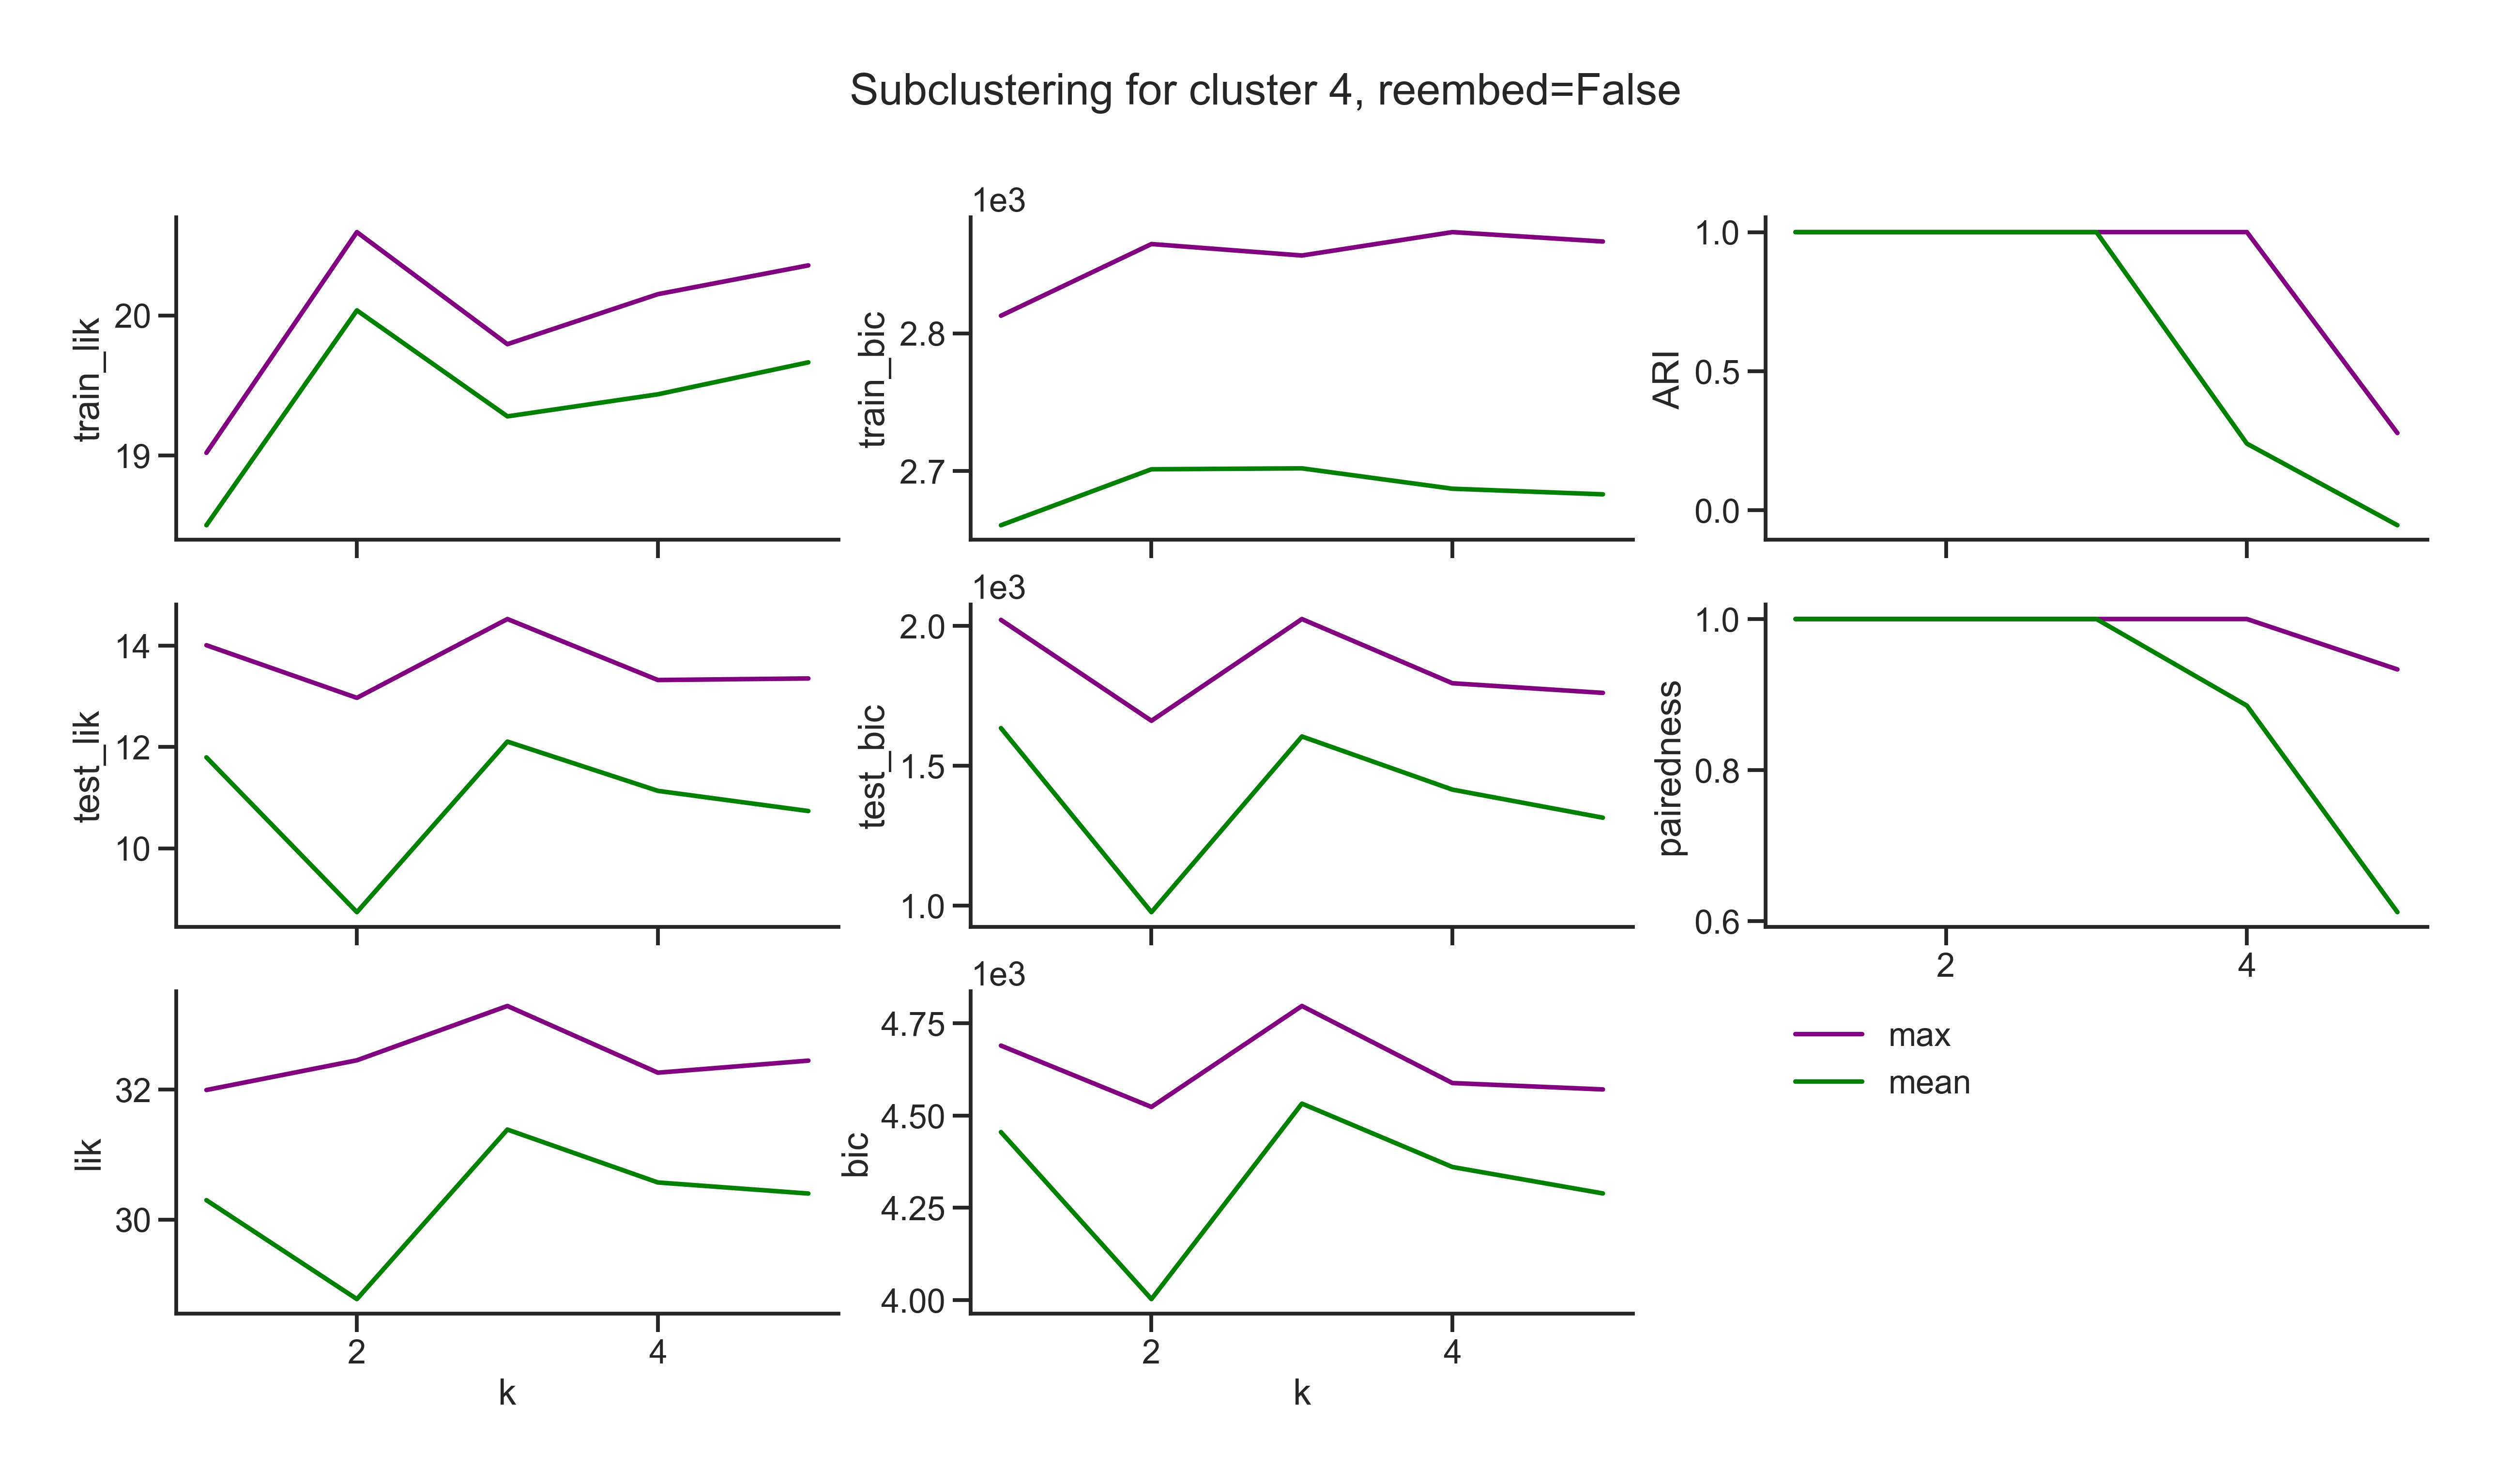 Subclustering for cluster 4, reembed=False
train_lik
20
19
1e3
train_bic
2.8
2.7
ARI
1.0
0.5
0.0
test_lik
14
12
10
1e3
test_bic
2.0
1.5
1.0
pairedness
1.0
0.8
0.6
2
4
lik
32
30
2
4
k
1e3
bic
4.75
4.50
4.25
4.00
2
4
k
max
mean